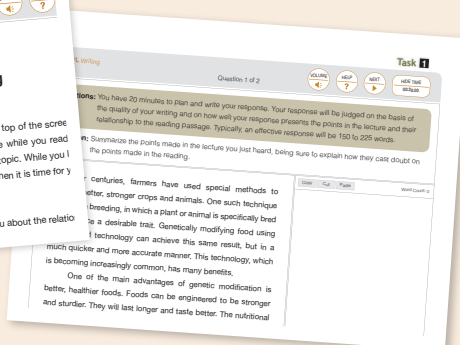 ?
top of the scree
e while you read
opic. While you l
hen it is time for y
u about the relatio
Writing
Task 1
Question 1 of 2
VOLUME
HELP
?
NEXT
HIDE TIME
tions: You have 20 minutes to plan and write your response. Your response will be judged on the basis of
the quality of your writing and on how well your response presents the points in the lecture and their
relationship to the reading passage. Typically, an effective response will be 150 to 225 words.
n: Summarize the points made in the lecture you just heard, being sure to explain how they cast doubt on
the points made in the reading.
Copy Cut Paste
Word Count: 0
centuries, farmers have used special methods to
etter, stronger crops and animals. One such technique
breeding, in which a plant or animal is specifically bred
e a desirable trait. Genetically modifying food using
f technology can achieve this same result, but in a
much quicker and more accurate manner. This technology, which
is becoming increasingly common, has many benefits.
One of the main advantages of genetic modification is
better, healthier foods. Foods can be engineered to be stronger
and sturdier. They will last longer and taste better. The nutritional